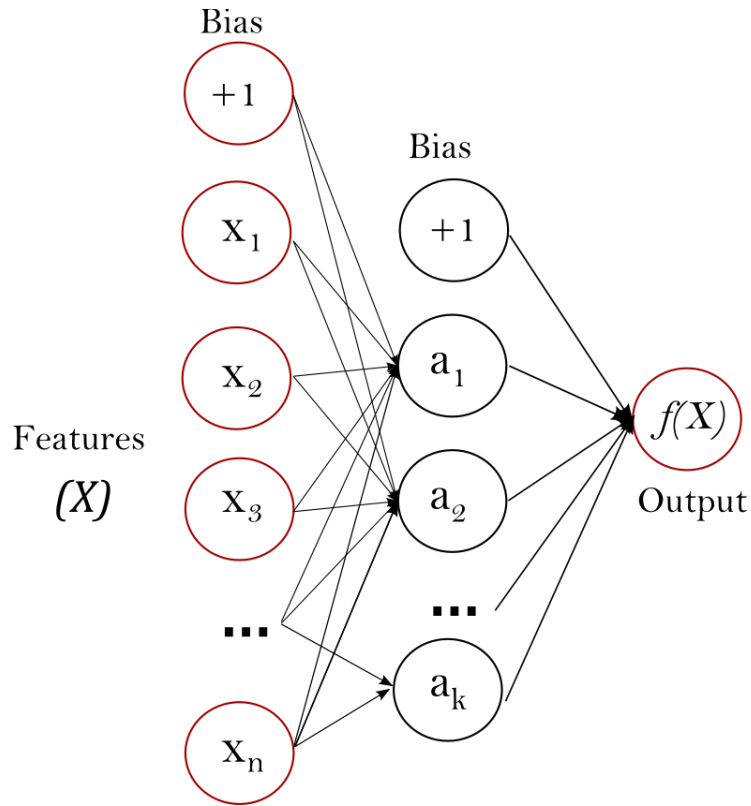 Bias
+1
x₁
x₂
x₃
...
xₙ
Features
(X)
Bias
+1
a₁
a₂
...
aₖ
f(X)
Output